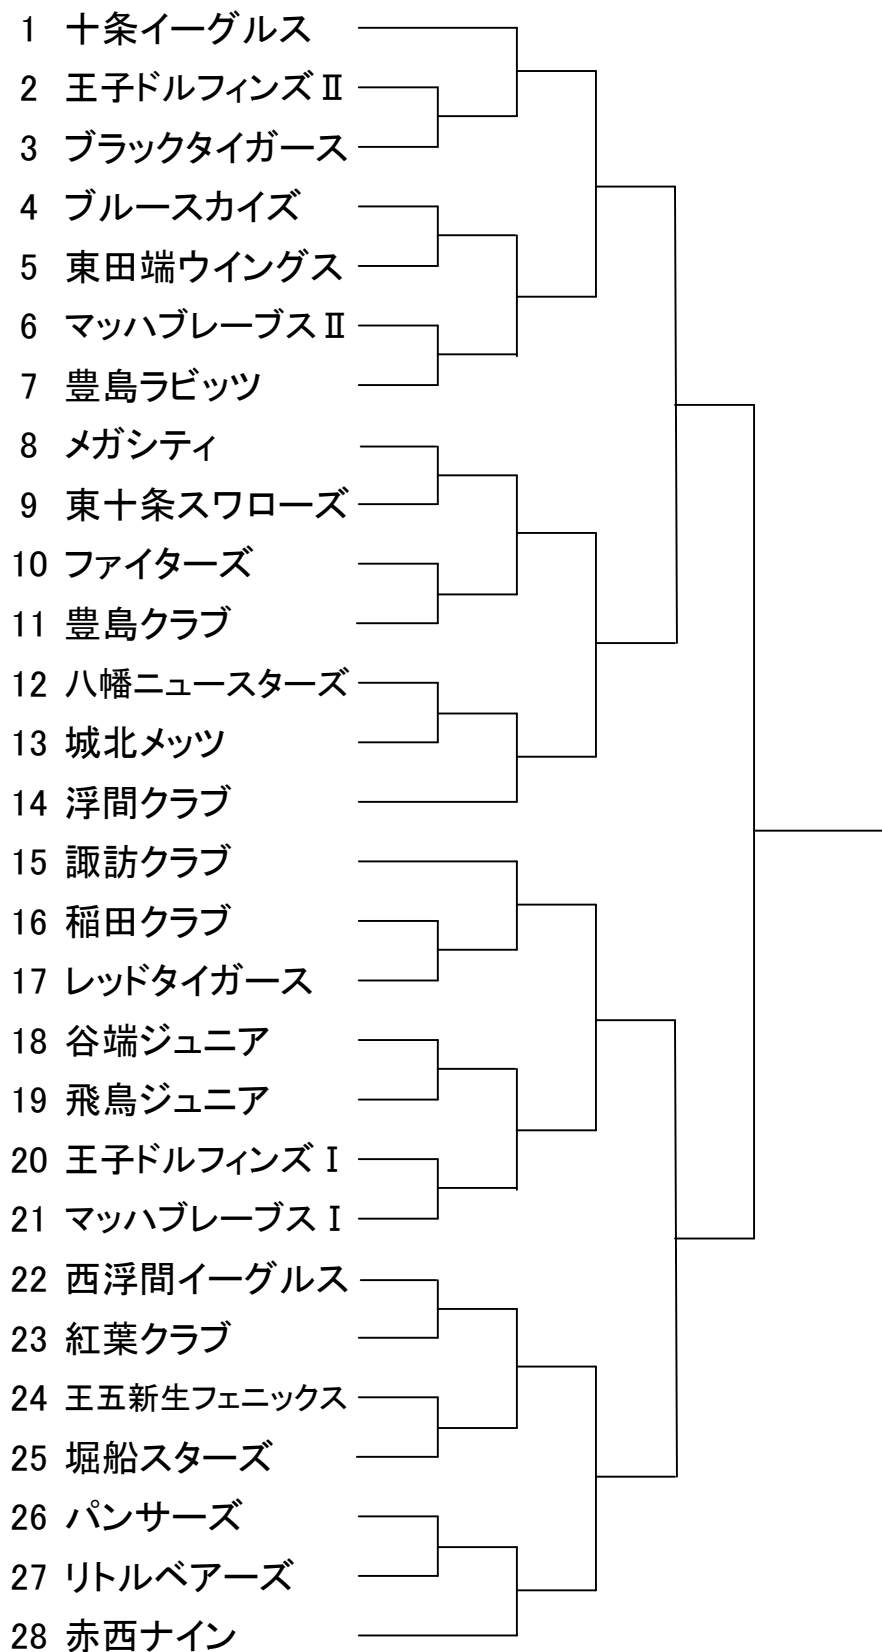 1 十条イーグルス
2 王子ドルフィンズⅡ
3 ブラックタイガース
4 ブルースカイズ
5 東田端ウイングス
6 マッハブレーブスⅡ
7 豊島ラビッツ
8 メガシティ
9 東十条スワローズ
10 ファイターズ
11 豊島クラブ
12 八幡ニュースターズ
13 城北メッツ
14 浮間クラブ
15 諏訪クラブ
16 稲田クラブ
17 レッドタイガース
18 谷端ジュニア
19 飛鳥ジュニア
20 王子ドルフィンズⅠ
21 マッハブレーブスⅠ
22 西浮間イーグルス
23 紅葉クラブ
24 王五新生フェニックス
25 堀船スターズ
26 パンサーズ
27 リトルベアーズ
28 赤西ナイン